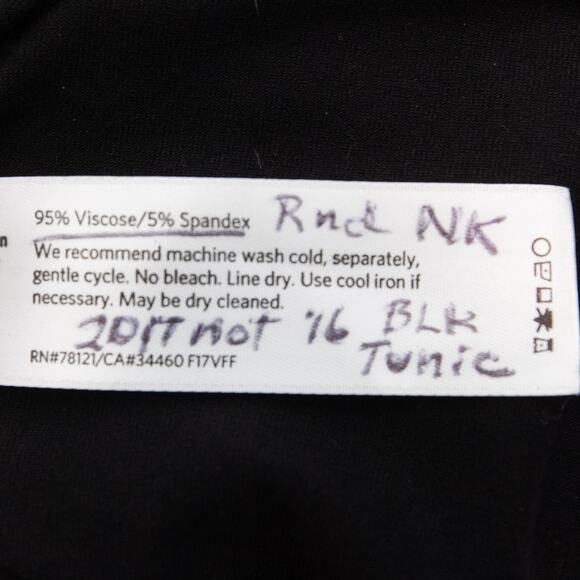 95% Viscose/5% Spandex Rnd NK
n
We recommend machine wash cold, separately,
gentle cycle. No bleach. Line dry. Use cool iron if
necessary. May be dry cleaned.
2017 not '16 BLK
Tunic
RN#78121/CA#34460 F17VFF